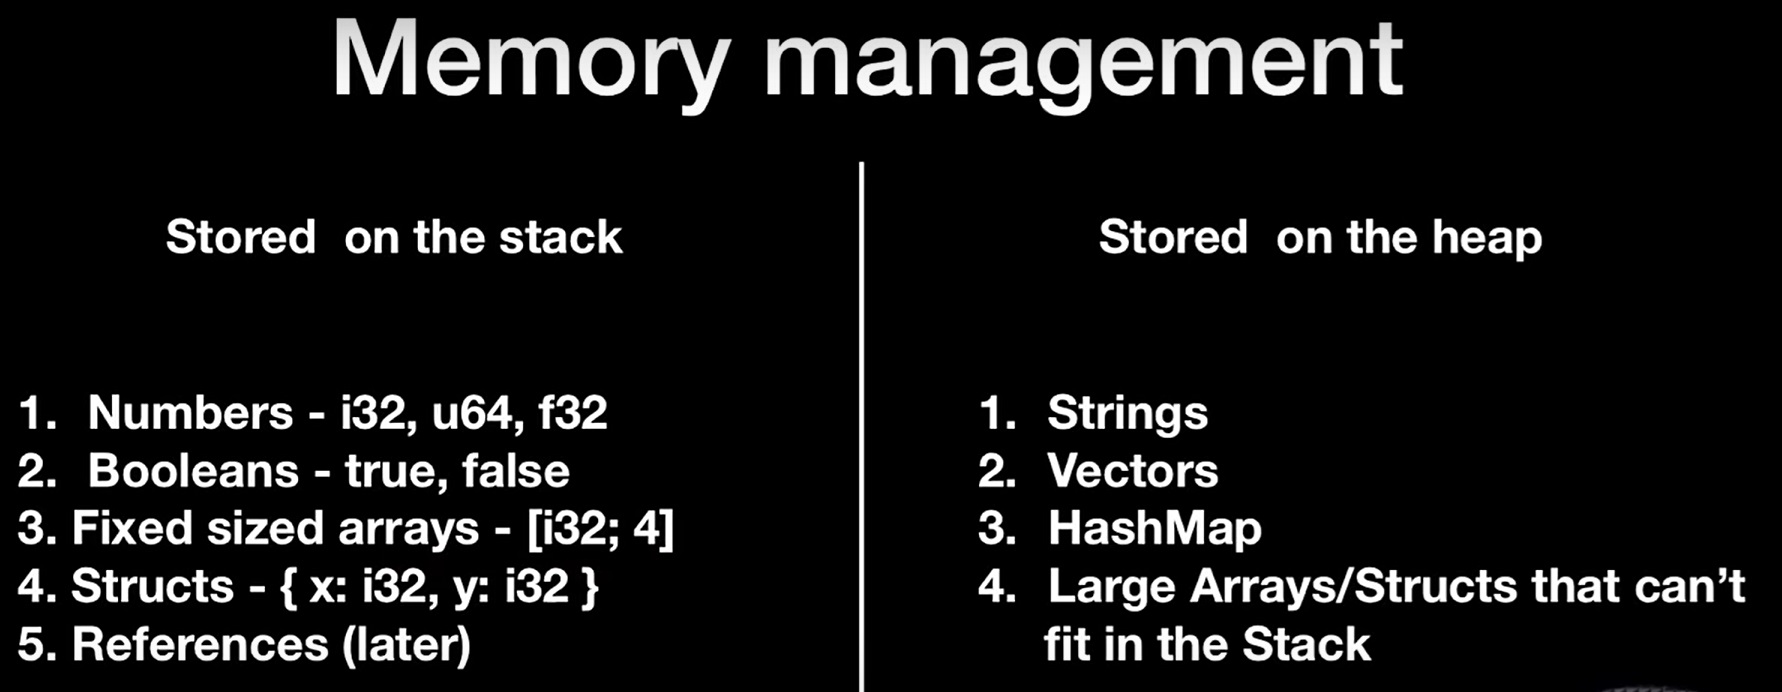 Memory management
Stored on the stack
1. Numbers - i32, u64, f32
2. Booleans - true, false
3. Fixed sized arrays - [i32; 4]
4. Structs - { x: i32, y: i32 }
5. References (later)
Stored on the heap
1. Strings
2. Vectors
3. HashMap
4. Large Arrays/Structs that can’t
fit in the Stack